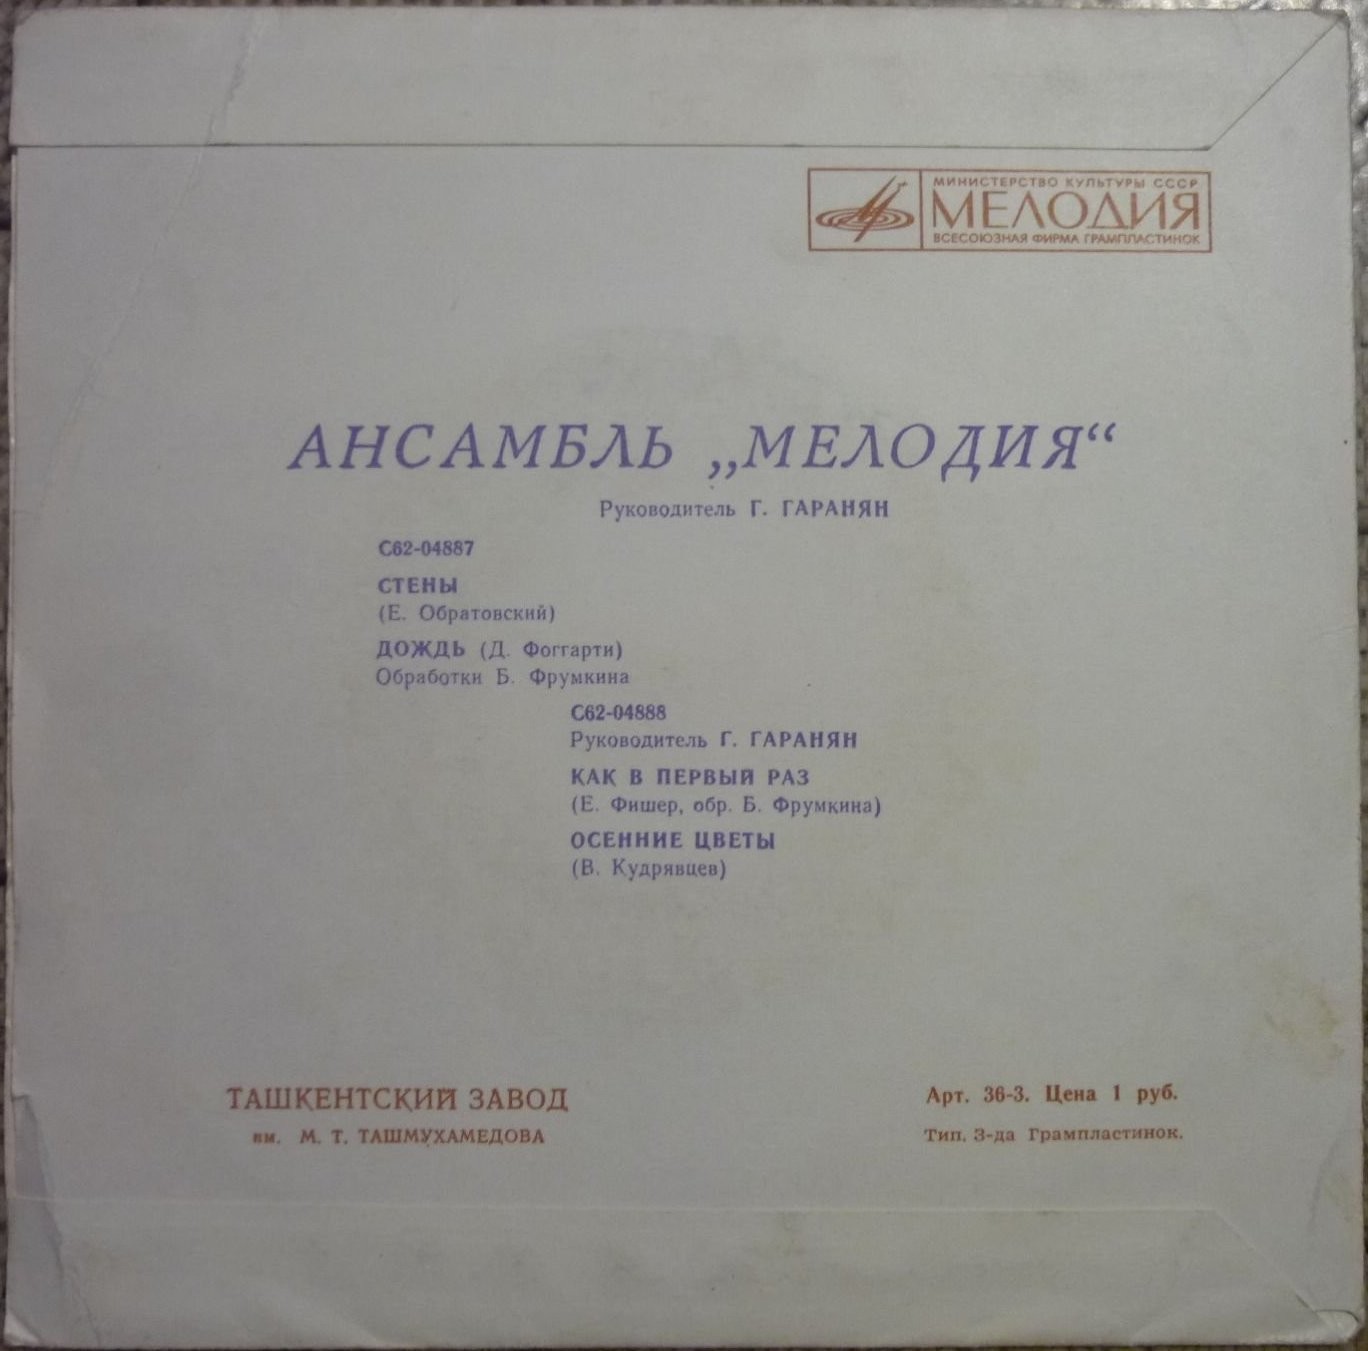 МИНИСТЕРСТВО КУЛЬТУРЫ СССР
МЕЛОДИЯ
ВСЕСОЮЗНАЯ ФИРМА ГРАМПЛАСТИНОК
АНСАМБЛЬ „МЕЛОДИЯ“
Руководитель Г. ГАРАНЯН
С62-04887
СТЕНЫ
(Е. Обратовский)
ДОЖДЬ (Д. Фоггарти)
Обработки Б. Фрумкина
С62-04888
Руководитель Г. ГАРАНЯН
КАК В ПЕРВЫЙ РАЗ
(Е. Фишер, обр. Б. Фрумкина)
ОСЕННИЕ ЦВЕТЫ
(В. Кудрявцев)
ТАШКЕНТСКИЙ ЗАВОД
им. М. Т. ТАШМУХАМЕДОВА
Арт. 36-3. Цена 1 руб.
Тип. З-да Грампластинок.